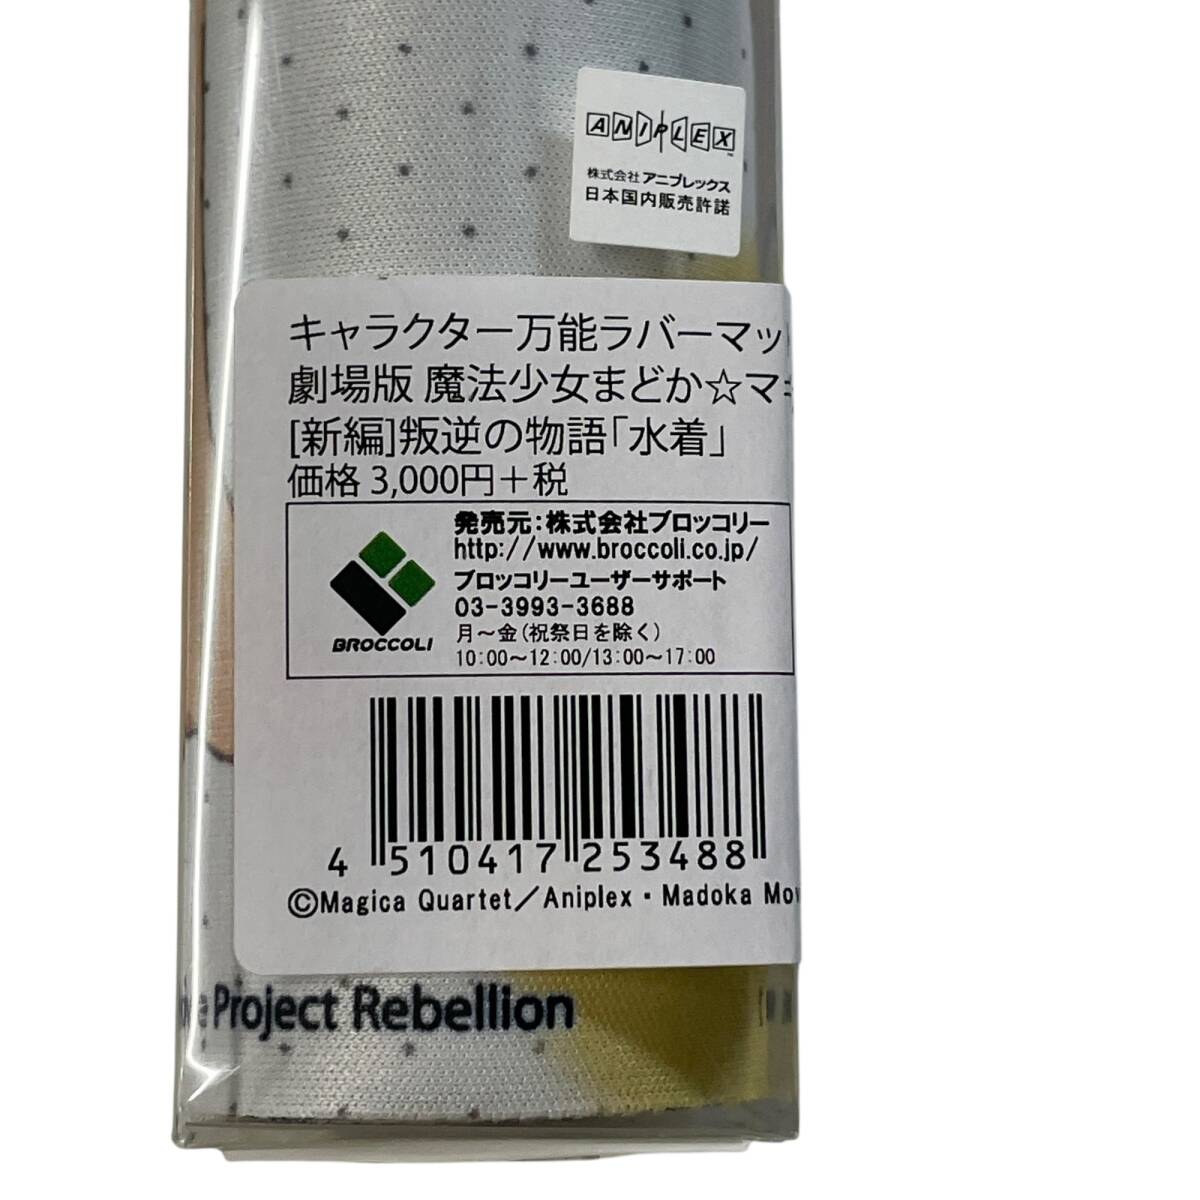 ANIPLEX
株式会社 アニプレックス
日本国内販売許諾
キャラクター万能ラバーマッ
劇場版 魔法少女まどか☆マ
[新編]叛逆の物語「水着」
価格 3,000円＋税
発売元：株式会社ブロッコリー
http://www.broccoli.co.jp/
ブロッコリーユーザーサポート
03-3993-3688
月～金(祝祭日を除く)
10:00～12:00/13:00～17:00
BROCCOLI
4 510417 253488
©Magica Quartet／Aniplex・Madoka Mov
Project Rebellion